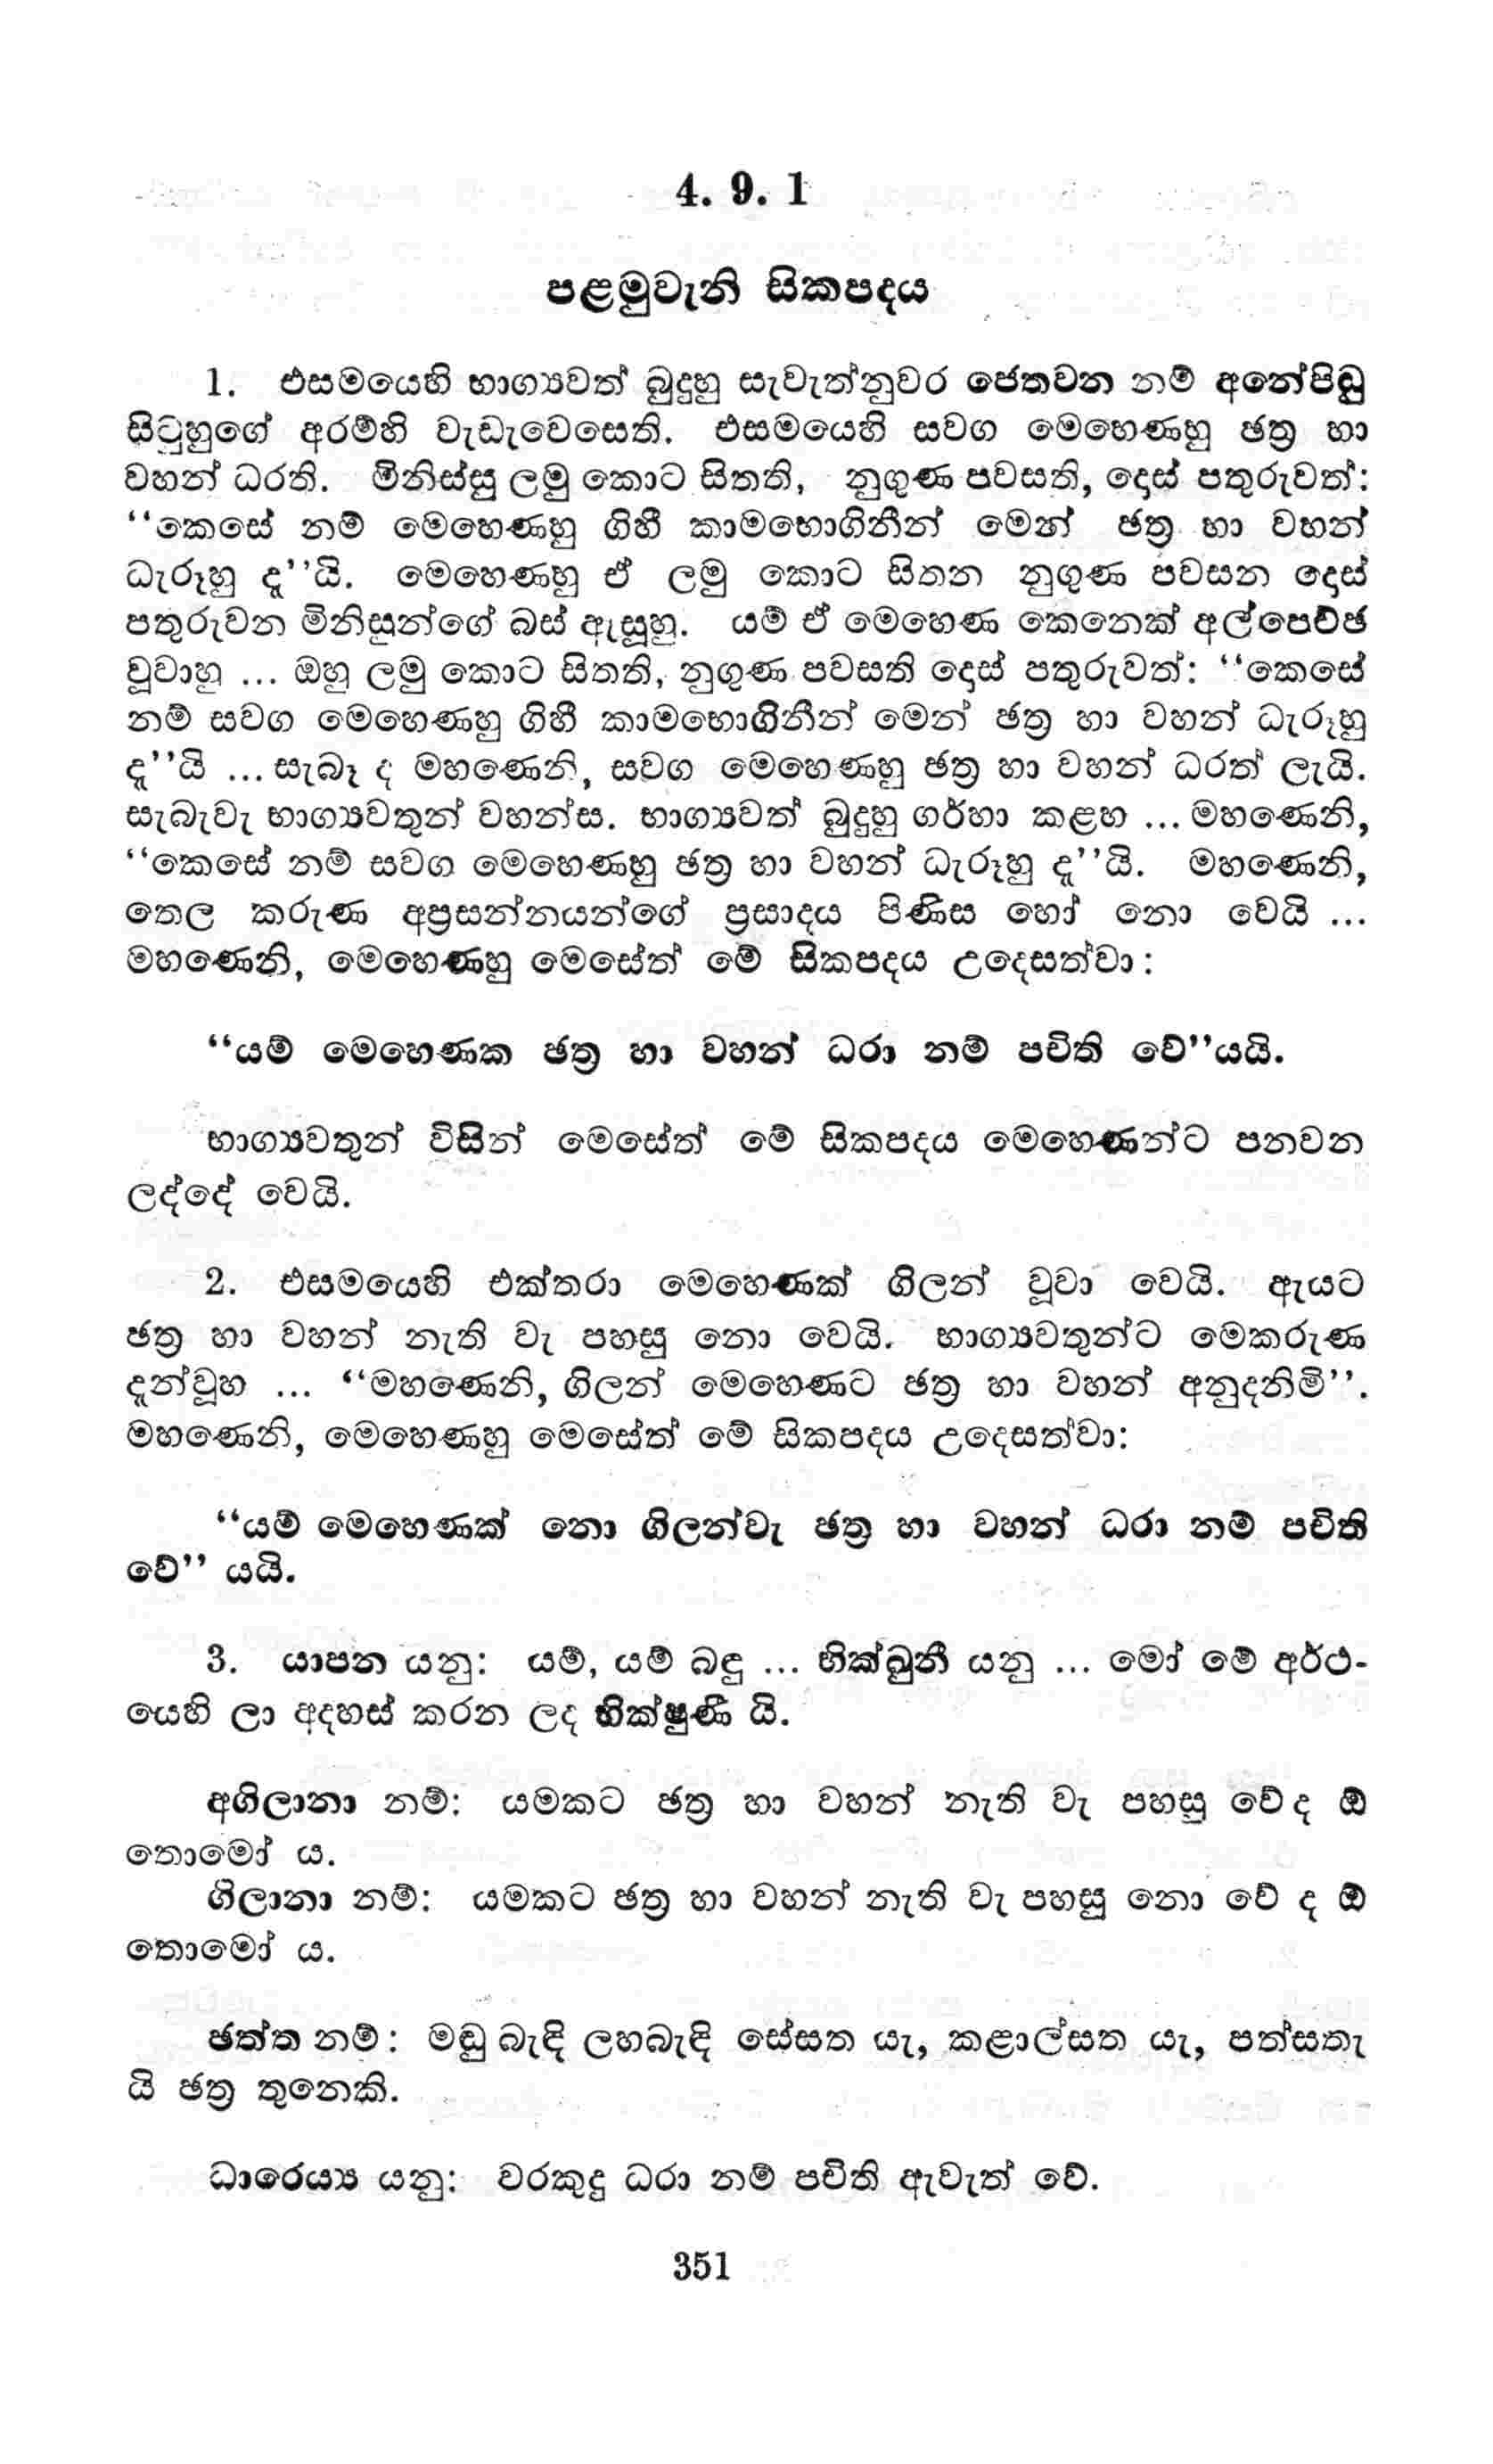 4. 9. 1
පළමුවැනි සිකපදය
1. එසමයෙහි භාග්‍යවත් බුදුහු සැවැත්නුවර ජෙතවන නම් අනේපිඬු
සිටුහුගේ අරම්හි වැඩැවෙසෙති. එසමයෙහි සවග මෙහෙණහු ඡත්‍ර හා
වහන් ධරති. මිනිස්සු ලමු කොට සිතති, නුගුණ පවසති, දොස් පතුරුවත්:
“කෙසේ නම් මෙහෙණහු ගිහී කාමභොගිනීන් මෙන් ඡත්‍ර හා වහන්
ධැරූහු දැ”යි. මෙහෙණහු ඒ ලමු කොට සිතන නුගුණ පවසන දොස්
පතුරුවන මිනිසුන්ගේ බස් ඇසූහු. යම් ඒ මෙහෙණ කෙනෙක් අල්පෙච්ඡ
වූවාහු ... ඔහු ලමු කොට සිතති, නුගුණ පවසති දොස් පතුරුවත්: “කෙසේ
නම් සවග මෙහෙණහු ගිහී කාමභොගිනීන් මෙන් ඡත්‍ර හා වහන් ධැරූහු
දැ”යි ... සැබෑ ද මහණෙනි, සවග මෙහෙණහු ඡත්‍ර හා වහන් ධරත් ලැයි.
සැබැවැ භාග්‍යවතුන් වහන්ස. භාග්‍යවත් බුදුහු ගර්හා කළහ ... මහණෙනි,
“කෙසේ නම් සවග මෙහෙණහු ඡත්‍ර හා වහන් ධැරූහු දැ”යි. මහණෙනි,
තෙල කරුණ අප්‍රසන්නයන්ගේ ප්‍රසාදය පිණිස හෝ නො වෙයි ...
මහණෙනි, මෙහෙණහු මෙසේත් මේ සිකපදය උදෙසත්වා:
“යම් මෙහෙණක ඡත්‍ර හා වහන් ධරා නම් පචිති වේ”යයි.
භාග්‍යවතුන් විසින් මෙසේත් මේ සිකපදය මෙහෙණන්ට පනවන
ලද්දේ වෙයි.
2. එසමයෙහි එක්තරා මෙහෙණක් ගිලන් වූවා වෙයි. ඇයට
ඡත්‍ර හා වහන් නැති වැ පහසු නො වෙයි. භාග්‍යවතුන්ට මෙකරුණ
දැන්වූහ ... “මහණෙනි, ගිලන් මෙහෙණට ඡත්‍ර හා වහන් අනුදනිමි”.
මහණෙනි, මෙහෙණහු මෙසේත් මේ සිකපදය උදෙසත්වා:
“යම් මෙහෙණක් නො ගිලන්වැ ඡත්‍ර හා වහන් ධරා නම් පචිති
වේ” යයි.
3. යාපන යනු: යම්, යම් බඳු ... භික්ඛුනී යනු ... මෝ මේ අර්ථ-
යෙහි ලා අදහස් කරන ලද භික්ෂුණී යි.
අගිලානා නම්: යමකට ඡත්‍ර හා වහන් නැති වැ පහසු වේ ද ඕ
තොමෝ ය.
ගිලානා නම්: යමකට ඡත්‍ර හා වහන් නැති වැ පහසු නො වේ ද ඕ
තොමෝ ය.
ඡත්ත නම්: මඬු බැඳි ලහබැඳි සේසත යැ, කළාල්සත යැ, පත්සතැ
යි ඡත්‍ර තුනෙකි.
ධාරෙය්‍ය යනු: වරකුදු ධරා නම් පචිති ඇවැත් වේ.
351